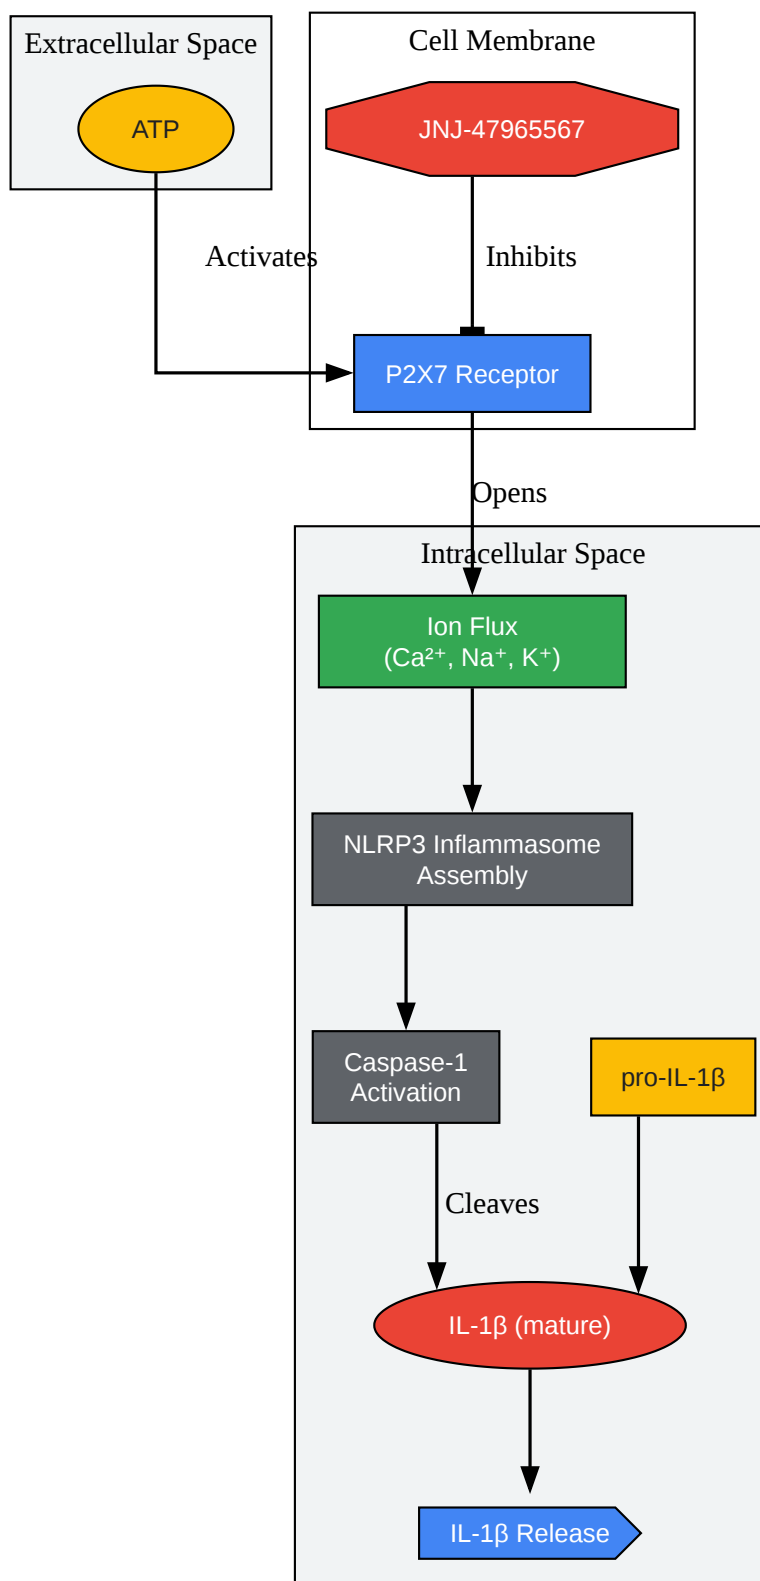 Extracellular Space
Cell Membrane
ATP
JNJ-47965567
Activates
Inhibits
P2X7 Receptor
Opens
Intracellular Space
Ion Flux
(Ca²⁺, Na⁺, K⁺)
NLRP3 Inflammasome
Assembly
Caspase-1
Activation
pro-IL-1β
Cleaves
IL-1β (mature)
IL-1β Release